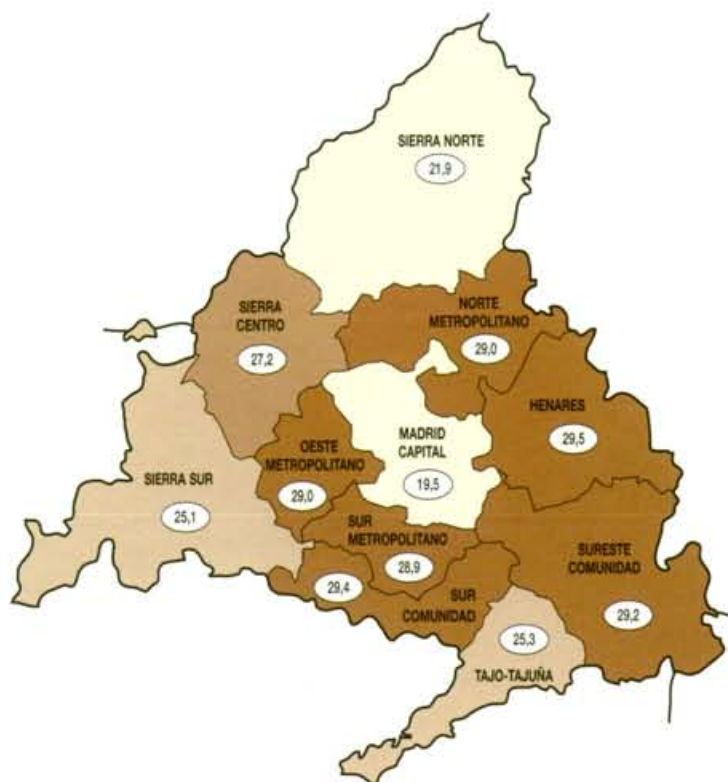 SIERRA NORTE
21,9
SIERRA
CENTRO
27,2
NORTE
METROPOLITANO
29,0
HENARES
29,5
MADRID
CAPITAL
19,5
OESTE
METROPOLITANO
29,0
SIERRA SUR
25,1
SUR
METROPOLITANO
28,9
SURESTE
COMUNIDAD
29,2
29,4
SUR
COMUNIDAD
25,3
TAJO-TAJUÑA